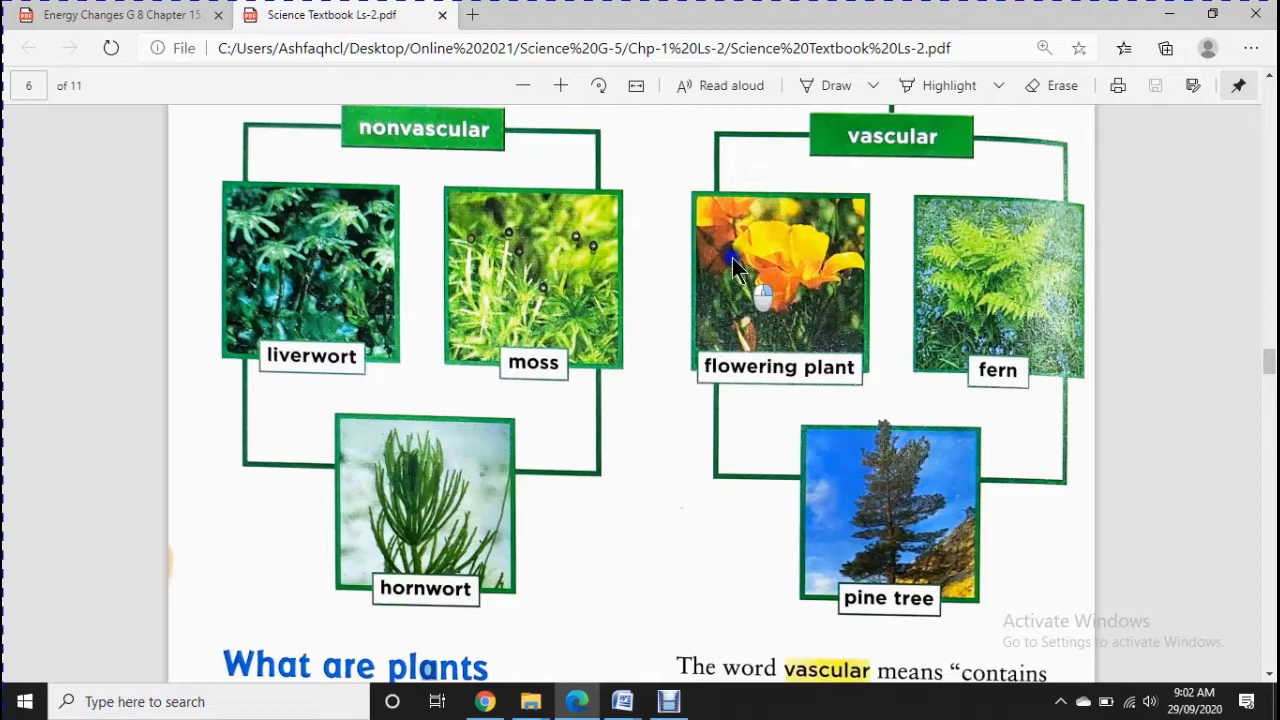 Energy Changes G 8 Chapter 15
Science Textbook Ls-2.pdf
File
C:/Users/Ashfaqhcl/Desktop/Online%202021/Science%20G-5/Chp-1%20Ls-2/Science%20Textbook%20Ls-2.pdf
6 of 11
Read aloud
Draw
Highlight
Erase
nonvascular
vascular
liverwort
moss
flowering plant
fern
hornwort
pine tree
What are plants
The word vascular means “contains
Activate Windows
Go to Settings to activate Windows.
Type here to search
9:02 AM
29/09/2020